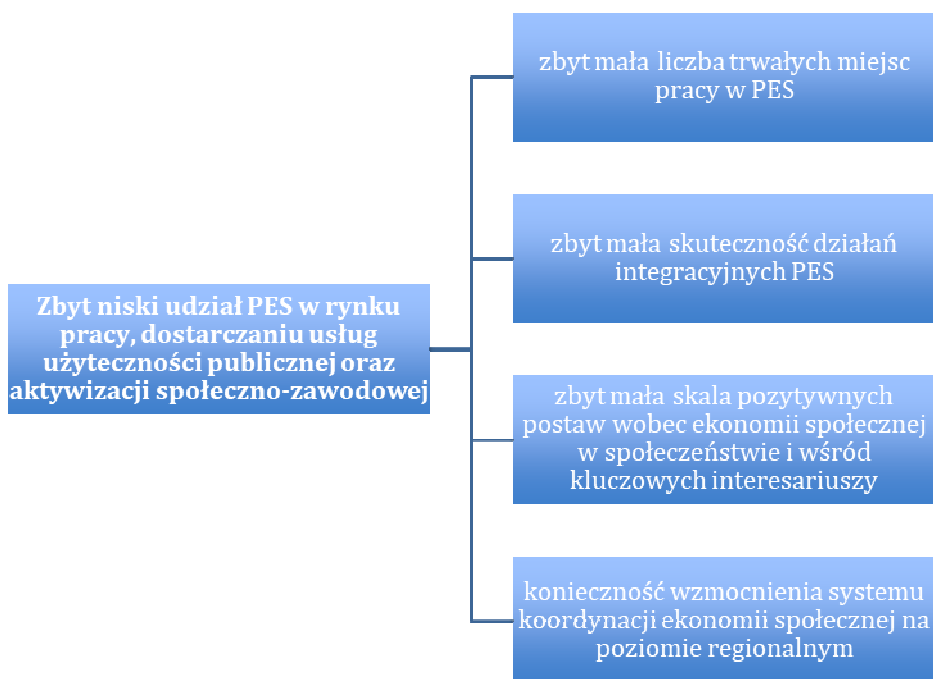 zbyt mała liczba trwałych miejsc
pracy w PES
zbyt mała skuteczność działań
integracyjnych PES
Zbyt niski udział PES w rynku
pracy, dostarczaniu usług
użyteczności publicznej oraz
aktywizacji społeczno-zawodowej
zbyt mała skala pozytywnych
postaw wobec ekonomii społecznej
w społeczeństwie i wśród
kluczowych interesariuszy
konieczność wzmocnienia systemu
koordynacji ekonomii społecznej na
poziomie regionalnym